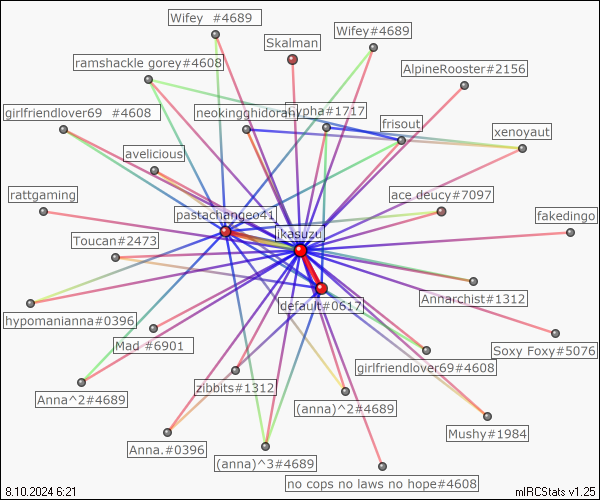 Wifey  #4689
Skalman
Wifey#4689
ramshackle gorey#4608
AlpineRooster#2156
girlfriendlover69  #4608
neokingghidorah
#1717
frisout
xenoyaut
avelicious
rattgaming
ace deucy#7097
pastachangeo41
fakedingo
ikasuzu
Toucan#2473
Annarchist#1312
default#0617
hypomanianna#0396
Mad #6901
Soxy Foxy#5076
girlfriendlover69#4608
zibbits#1312
Anna^2#4689
(anna)^2#4689
Mushy#1984
Anna.#0396
(anna)^3#4689
no cops no laws no hope#4608
8.10.2024 6:21
mIRCStats v1.25